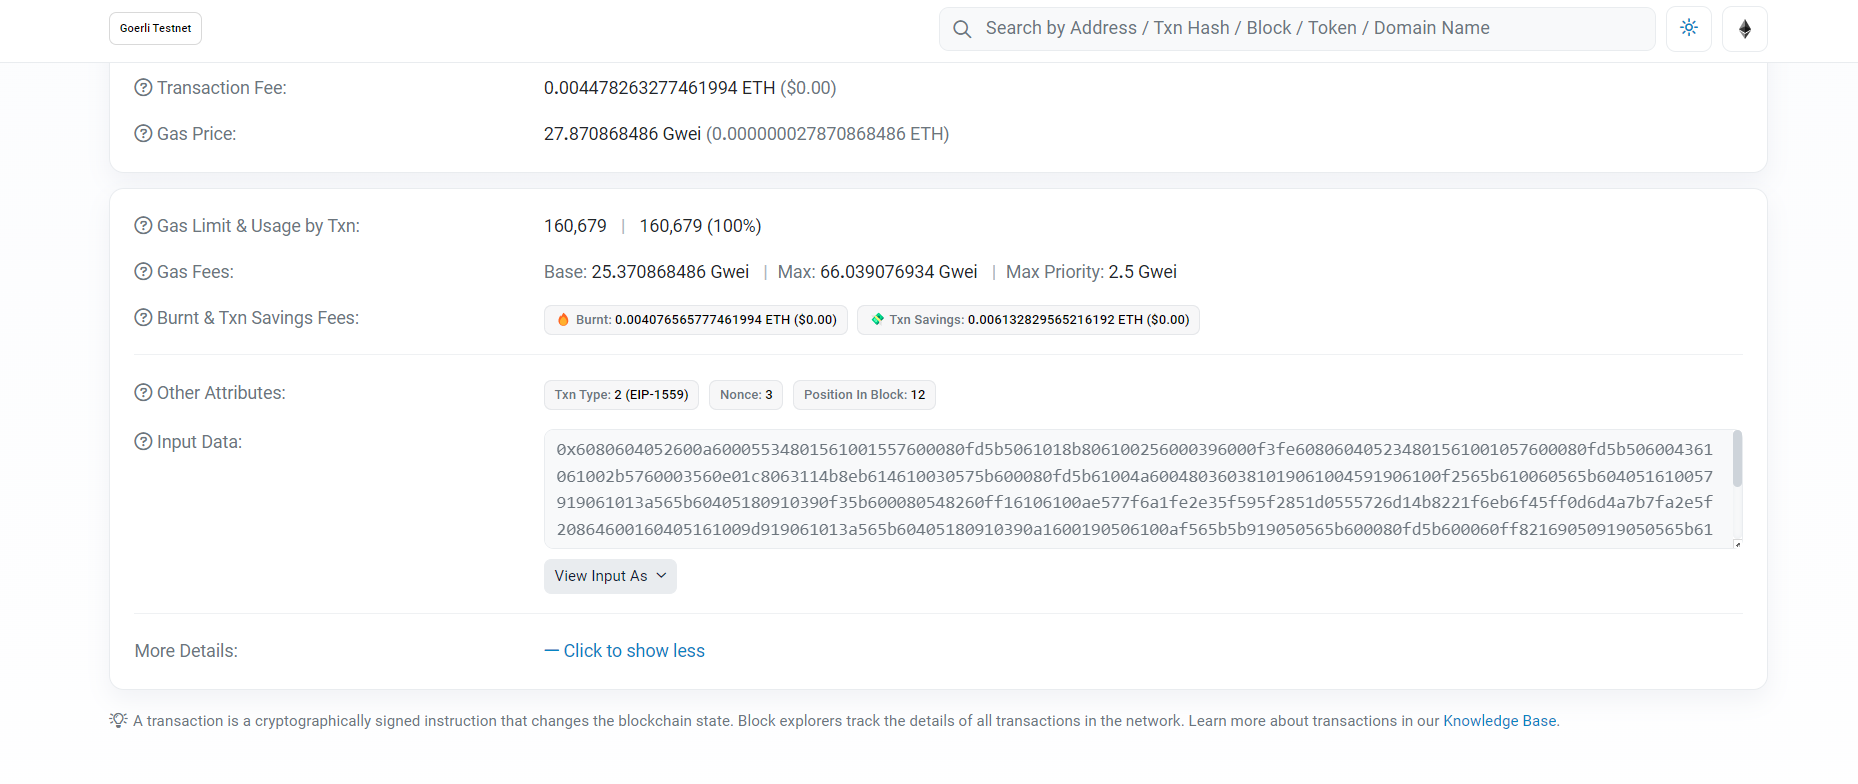 Goerli Testnet
Search by Address / Txn Hash / Block / Token / Domain Name
Transaction Fee: 0.004478263277461994 ETH ($0.00)
Gas Price: 27.870868486 Gwei (0.000000027870868486 ETH)
Gas Limit & Usage by Txn: 160,679 | 160,679 (100%)
Gas Fees: Base: 25.370868486 Gwei | Max: 66.039076934 Gwei | Max Priority: 2.5 Gwei
Burnt & Txn Savings Fees: Burnt: 0.004076565777461994 ETH ($0.00) Txn Savings: 0.006132829565216192 ETH ($0.00)
Other Attributes: Txn Type: 2 (EIP-1559) Nonce: 3 Position In Block: 12
Input Data: 0x6080604052600a60005534801561001557600080fd5b5061018b806100256000396000f3fe608060405234801561001057600080fd5b506004361
061002b5760003560e01c8063114b8eb614610030575b600080fd5b61004a600480360381019061004591906100f2565b610060565b604051610057
919061013a565b60405180910390f35b600080548260ff16106100ae577f6a1fe2e35f595f2851d0555726d14b8221f6eb6f45ff0d6d4a7b7fa2e5f
20864600160405161009d919061013a565b60405180910390a1600190506100af565b5b919050565b600080fd5b600060ff82169050919050565b61
View Input As
More Details: — Click to show less
A transaction is a cryptographically signed instruction that changes the blockchain state. Block explorers track the details of all transactions in the network. Learn more about transactions in our Knowledge Base.